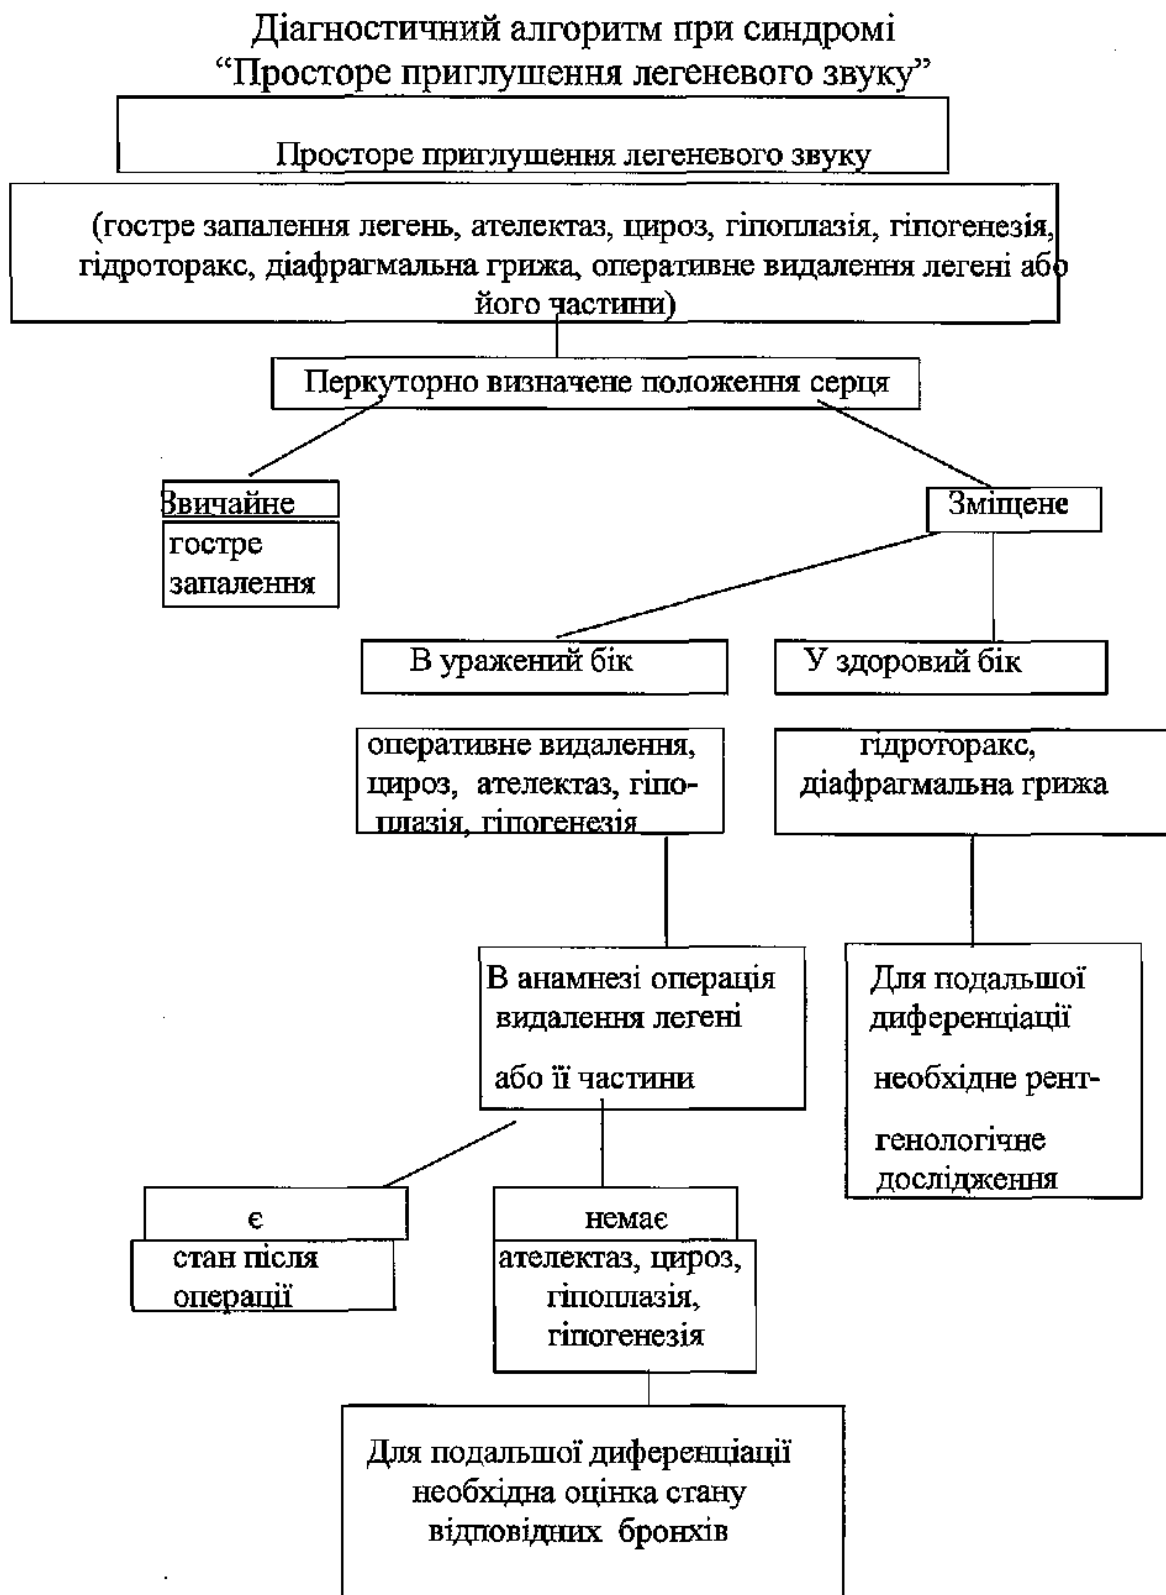 Діагностичний алгоритм при синдромі
“Просторе приглушення легеневого звуку”
Просторе приглушення легеневого звуку
(гостре запалення легень, ателектаз, цироз, гіпоплазія, гіпогенезія,
гідроторакс, діафрагмальна грижа, оперативне видалення легені або
його частини)
Перкуторно визначене положення серця
Звичайне
гостре
запалення
Зміщене
В уражений бік
оперативне видалення,
цироз, ателектаз, гіпо-
плазія, гіпогенезія
У здоровий бік
гідроторакс,
діафрагмальна грижа
В анамнезі операція
видалення легені
або її частини
Для подальшої
диференціації
необхідне рент-
генологічне
дослідження
є
стан після
операції
немає
ателектаз, цироз,
гіпоплазія,
гіпогенезія
Для подальшої диференціації
необхідна оцінка стану
відповідних бронхів